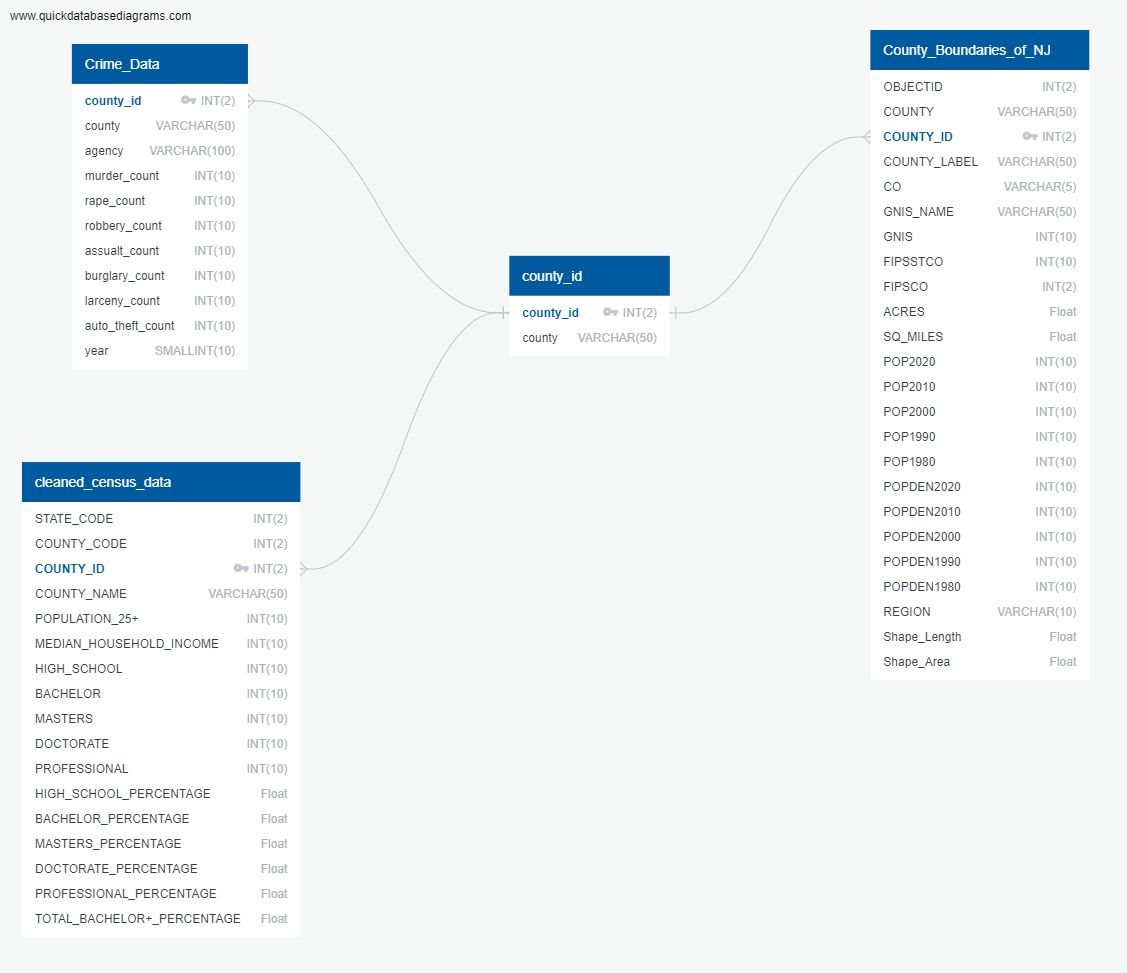 www.quickdatabasediagrams.com
Crime_Data
county_id INT(2)
county VARCHAR(50)
agency VARCHAR(100)
murder_count INT(10)
rape_count INT(10)
robbery_count INT(10)
assualt_count INT(10)
burglary_count INT(10)
larceny_count INT(10)
auto_theft_count INT(10)
year SMALLINT(10)
County_Boundaries_of_NJ
OBJECTID INT(2)
COUNTY VARCHAR(50)
COUNTY_ID INT(2)
COUNTY_LABEL VARCHAR(50)
CO VARCHAR(5)
GNIS_NAME VARCHAR(50)
GNIS INT(10)
FIPSSTCO INT(10)
FIPSCO INT(2)
ACRES Float
SQ_MILES Float
POP2020 INT(10)
POP2010 INT(10)
POP2000 INT(10)
POP1990 INT(10)
POP1980 INT(10)
POPDEN2020 INT(10)
POPDEN2010 INT(10)
POPDEN2000 INT(10)
POPDEN1990 INT(10)
POPDEN1980 INT(10)
REGION VARCHAR(10)
Shape_Length Float
Shape_Area Float
county_id
county_id INT(2)
county VARCHAR(50)
cleaned_census_data
STATE_CODE INT(2)
COUNTY_CODE INT(2)
COUNTY_ID INT(2)
COUNTY_NAME VARCHAR(50)
POPULATION_25+ INT(10)
MEDIAN_HOUSEHOLD_INCOME INT(10)
HIGH_SCHOOL INT(10)
BACHELOR INT(10)
MASTERS INT(10)
DOCTORATE INT(10)
PROFESSIONAL INT(10)
HIGH_SCHOOL_PERCENTAGE Float
BACHELOR_PERCENTAGE Float
MASTERS_PERCENTAGE Float
DOCTORATE_PERCENTAGE Float
PROFESSIONAL_PERCENTAGE Float
TOTAL_BACHELOR+_PERCENTAGE Float